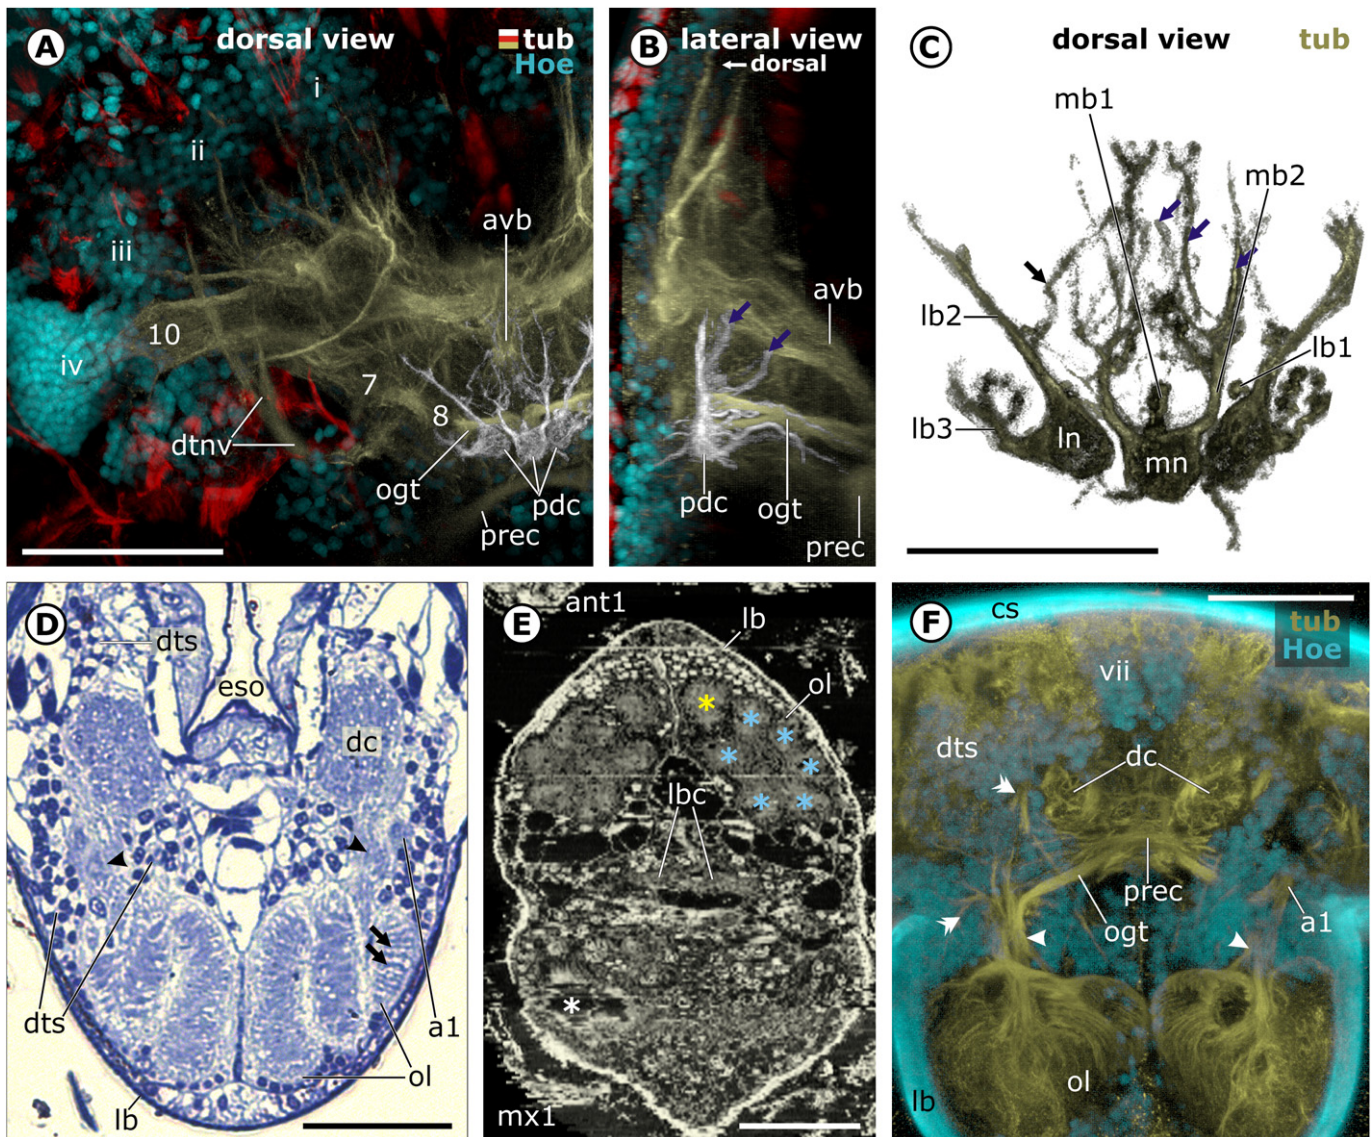 A
dorsal view
tub
Hoe
i
ii
iii
iv
avb
10
7
8
dtnv
ogt
pdc
prec
B
lateral view
dorsal
avb
pdc
ogt
prec
C
dorsal view
tub
mb1
mb2
lb2
lb1
lb3
ln
mn
D
dts
eso
dc
dts
a1
ol
lb
E
ant1
lb
ol
lbc
mx1
F
cs
tub
Hoe
vii
dts
dc
prec
ogt
a1
ol
lb